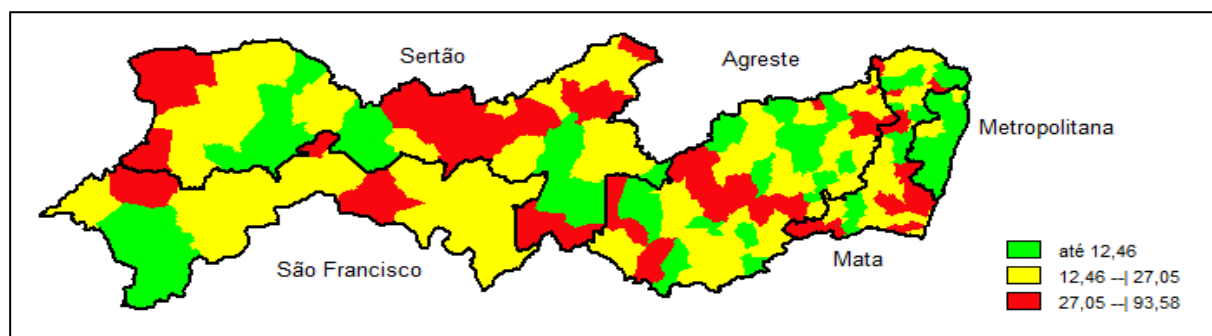 Sertão
Agreste
Metropolitana
São Francisco
Mata
até 12,46
12,46 --| 27,05
27,05 --| 93,58